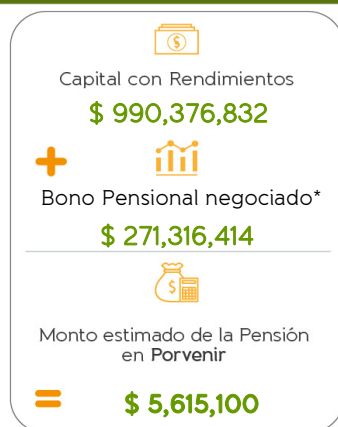 Capital con Rendimientos
$ 990,376,832
+
Bono Pensional negociado*
$ 271,316,414
Monto estimado de la Pensión
en Porvenir
= $ 5,615,100